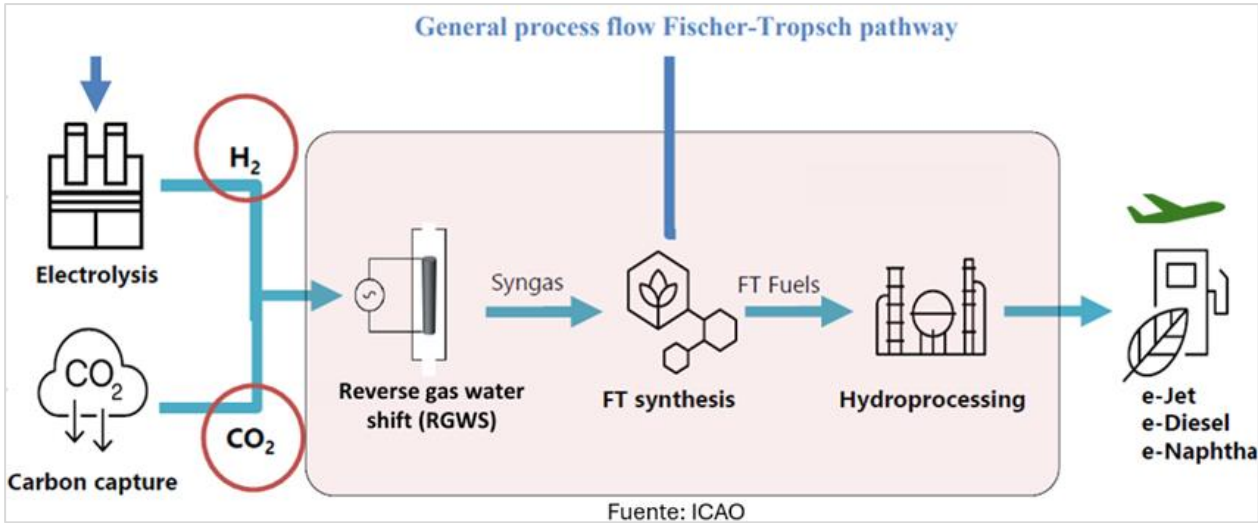 General process flow Fischer-Tropsch pathway
H₂
Electrolysis
CO₂
CO₂
Carbon capture
Reverse gas water
shift (RGWS)
Syngas
FT synthesis
FT Fuels
Hydroprocessing
e-Jet
e-Diesel
e-Naphtha
Fuente: ICAO